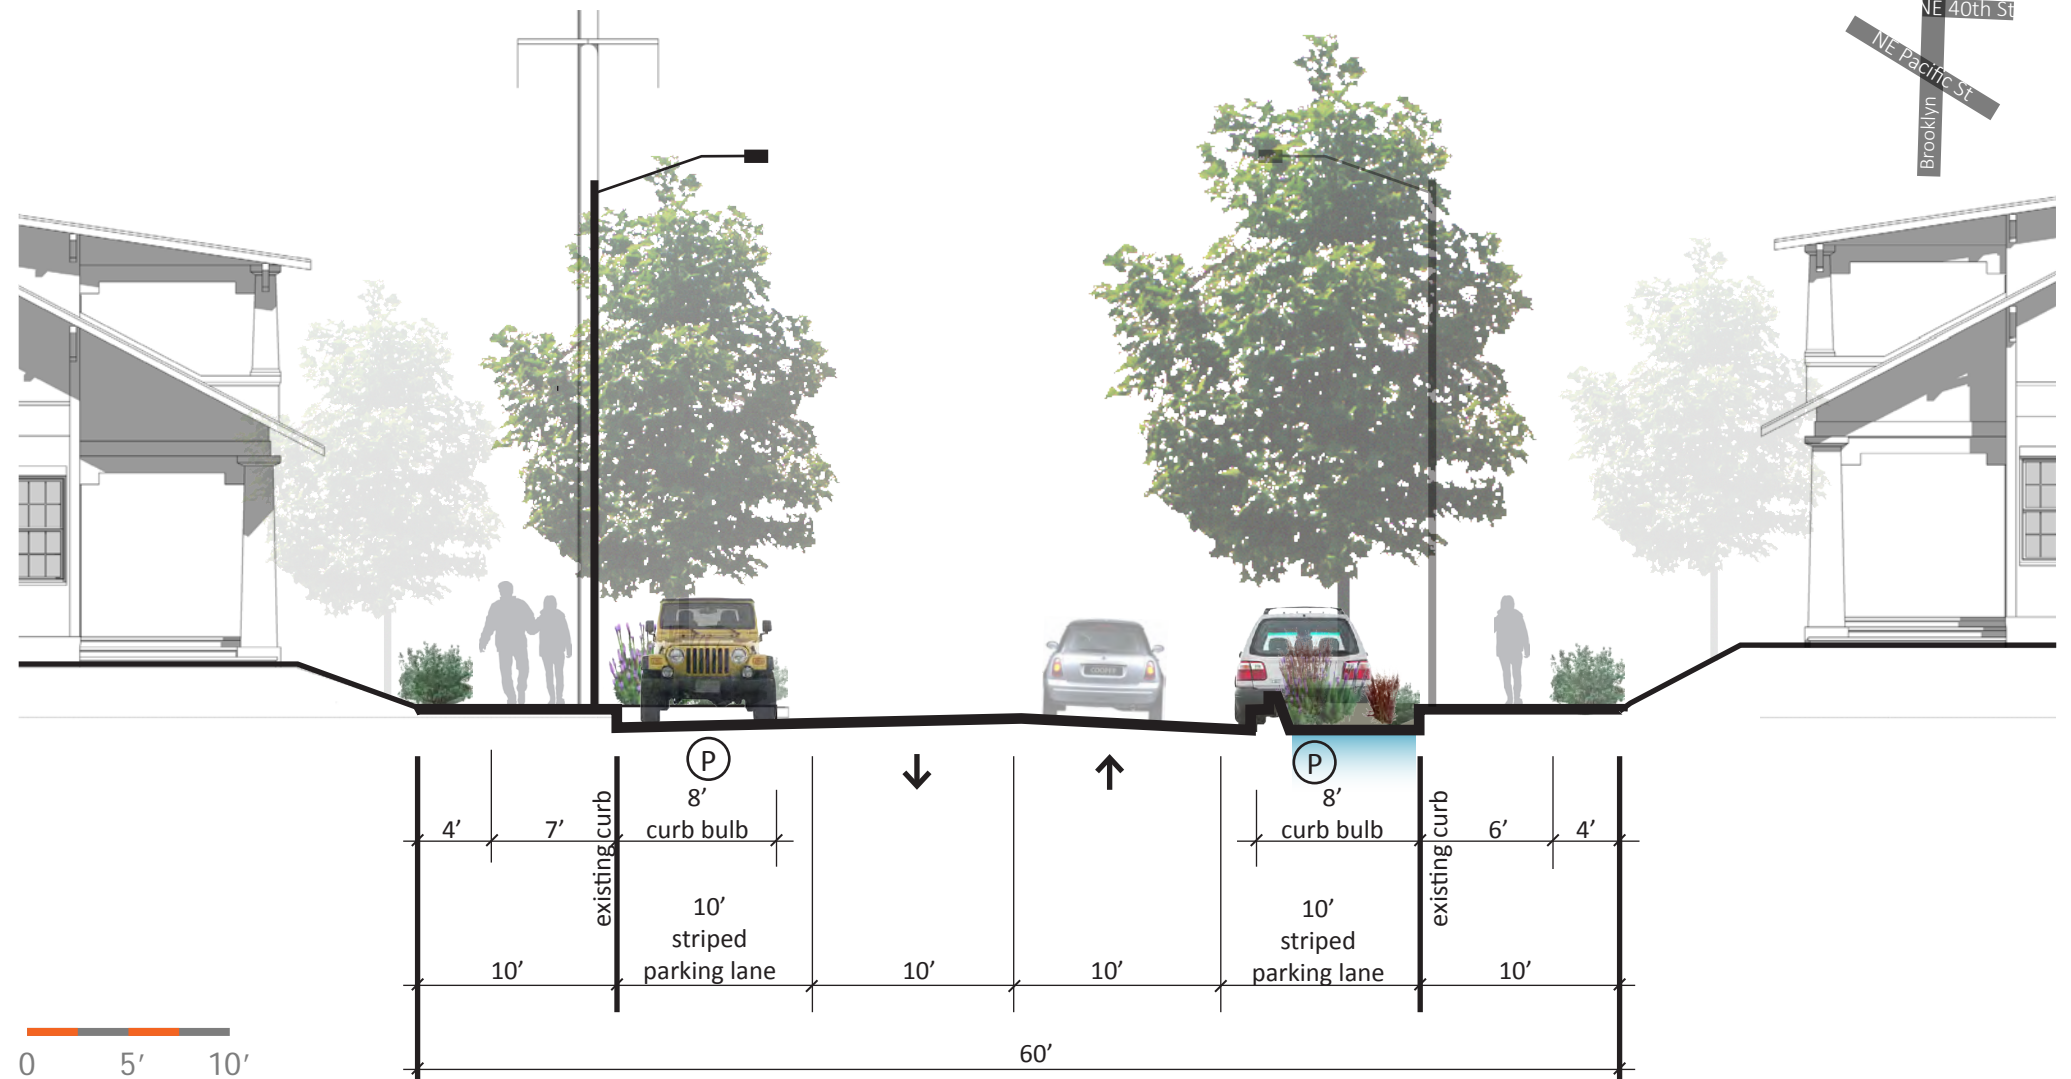 NE 40th St
NE Pacific St
Brooklyn
COOPER
P
P
8’
8’
4’
7’
curb bulb
curb bulb
6’
4’
existing curb
existing curb
10’
striped
parking lane
10’
striped
parking lane
10’
10’
10’
10’
60’
0
5’
10’